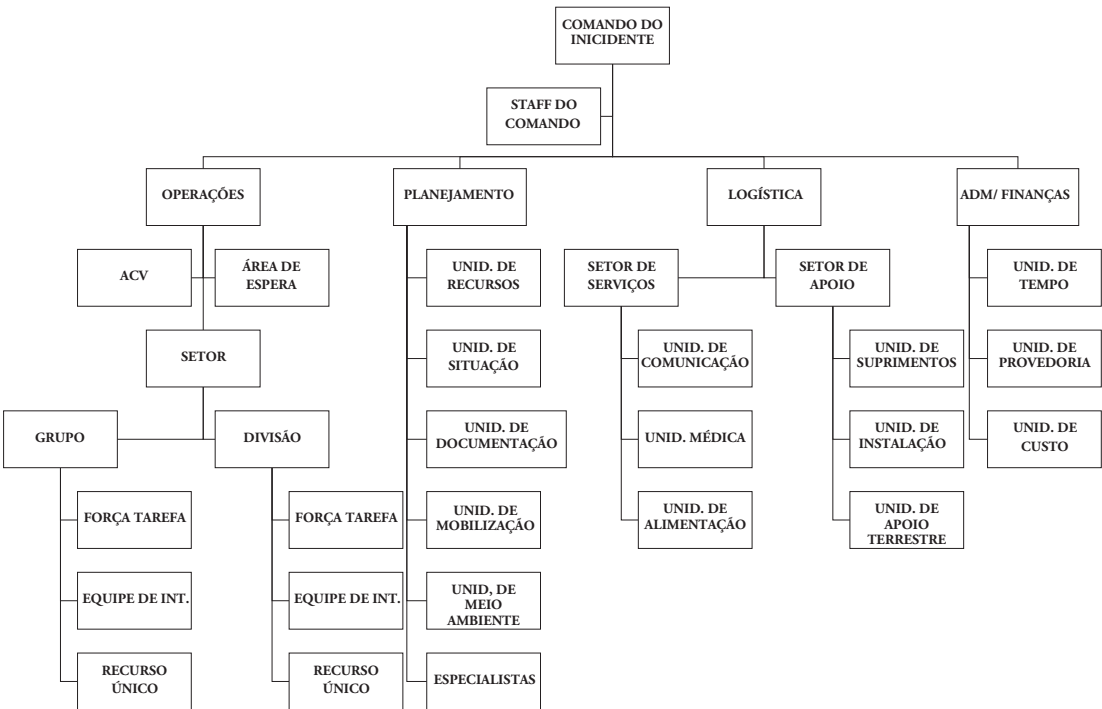 COMANDO DO
INICIDENTE
STAFF DO
COMANDO
OPERAÇÕES
PLANEJAMENTO
LOGÍSTICA
ADM/ FINANÇAS
ACV
ÁREA DE
ESPERA
UNID. DE
RECURSOS
SETOR DE
SERVIÇOS
SETOR DE
APOIO
UNID. DE
TEMPO
SETOR
UNID. DE
SITUAÇÃO
UNID. DE
COMUNICAÇÃO
UNID. DE
SUPRIMENTOS
UNID. DE
PROVEDORIA
GRUPO
DIVISÃO
UNID. DE
DOCUMENTAÇÃO
UNID. MÉDICA
UNID. DE
INSTALAÇÃO
UNID. DE
CUSTO
FORÇA TAREFA
FORÇA TAREFA
UNID. DE
MOBILIZAÇÃO
UNID. DE
ALIMENTAÇÃO
UNID. DE
APOIO
TERRESTRE
EQUIPE DE INT.
EQUIPE DE INT.
UNID, DE
MEIO
AMBIENTE
RECURSO
ÚNICO
RECURSO
ÚNICO
ESPECIALISTAS